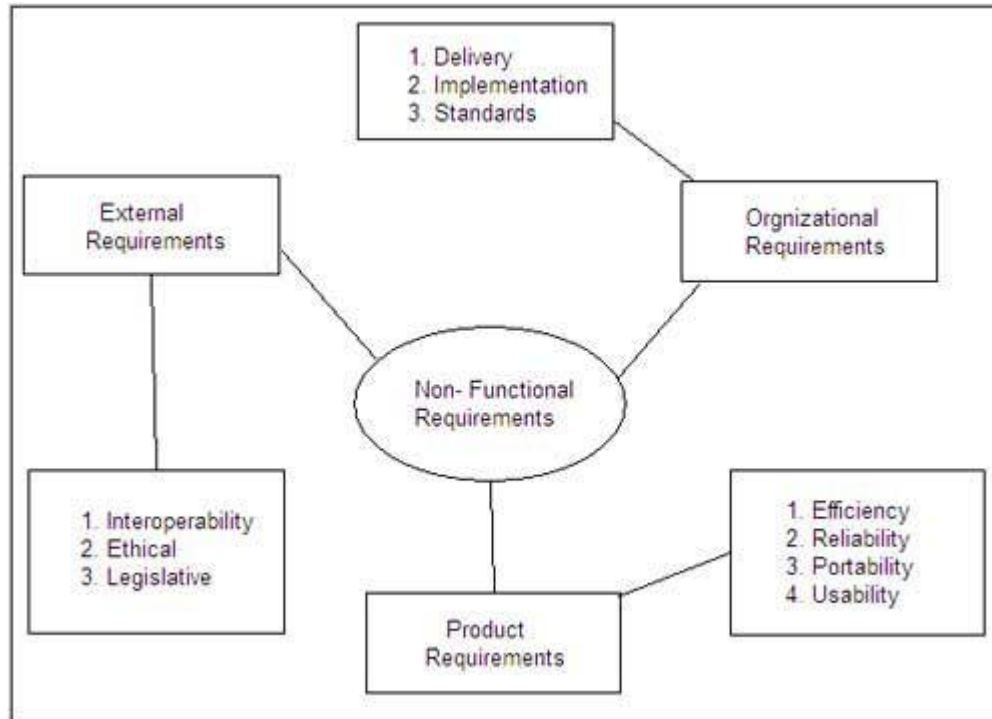 1. Delivery
2. Implementation
3. Standards
External
Requirements
Orgnizational
Requirements
Non- Functional
Requirements
1. Interoperability
2. Ethical
3. Legislative
1. Efficiency
2. Reliability
3. Portability
4. Usability
Product
Requirements